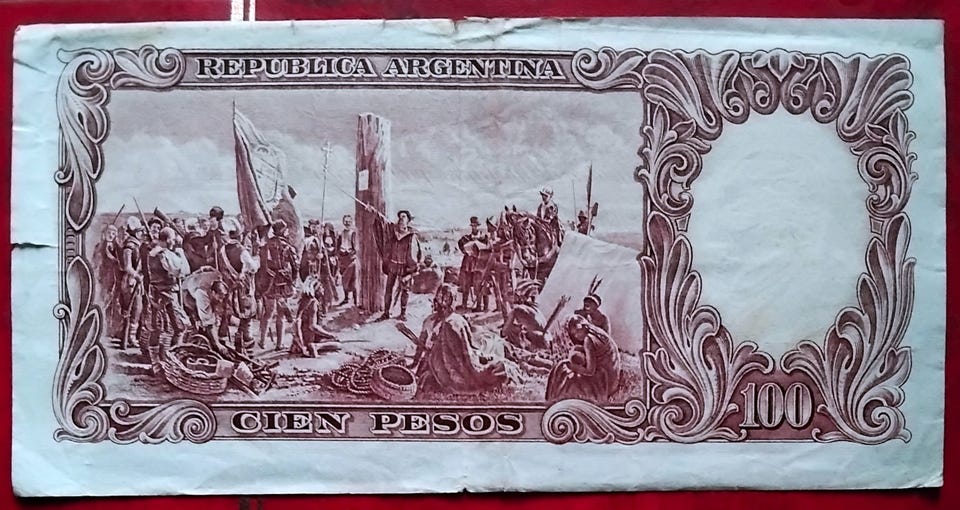 REPUBLICA ARGENTINA
CIEN PESOS
100